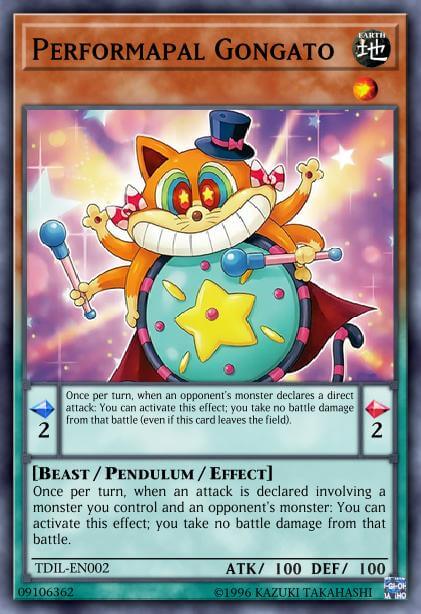 PERFORMAPAL GONGATO
EARTH
地
Once per turn, when an opponent's monster declares a direct
attack: You can activate this effect; you take no battle damage
from that battle (even if this card leaves the field).
2
2
[BEAST / PENDULUM / EFFECT]
Once per turn, when an attack is declared involving a
monster you control and an opponent's monster: You can
activate this effect; you take no battle damage from that
battle.
TDIL-EN002
ATK/ 100 DEF/ 100
09106362
©1996 KAZUKI TAKAHASHI